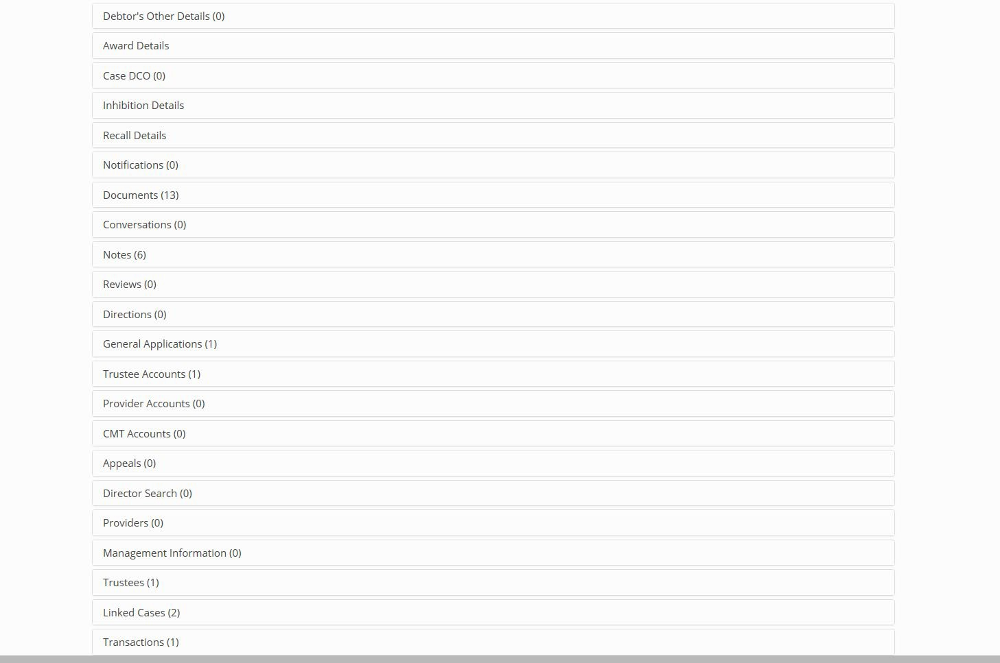 Debtor's Other Details (0)
Award Details
Case DCO (0)
Inhibition Details
Recall Details
Notifications (0)
Documents (13)
Conversations (0)
Notes (6)
Reviews (0)
Directions (0)
General Applications (1)
Trustee Accounts (1)
Provider Accounts (0)
CMT Accounts (0)
Appeals (0)
Director Search (0)
Providers (0)
Management Information (0)
Trustees (1)
Linked Cases (2)
Transactions (1)